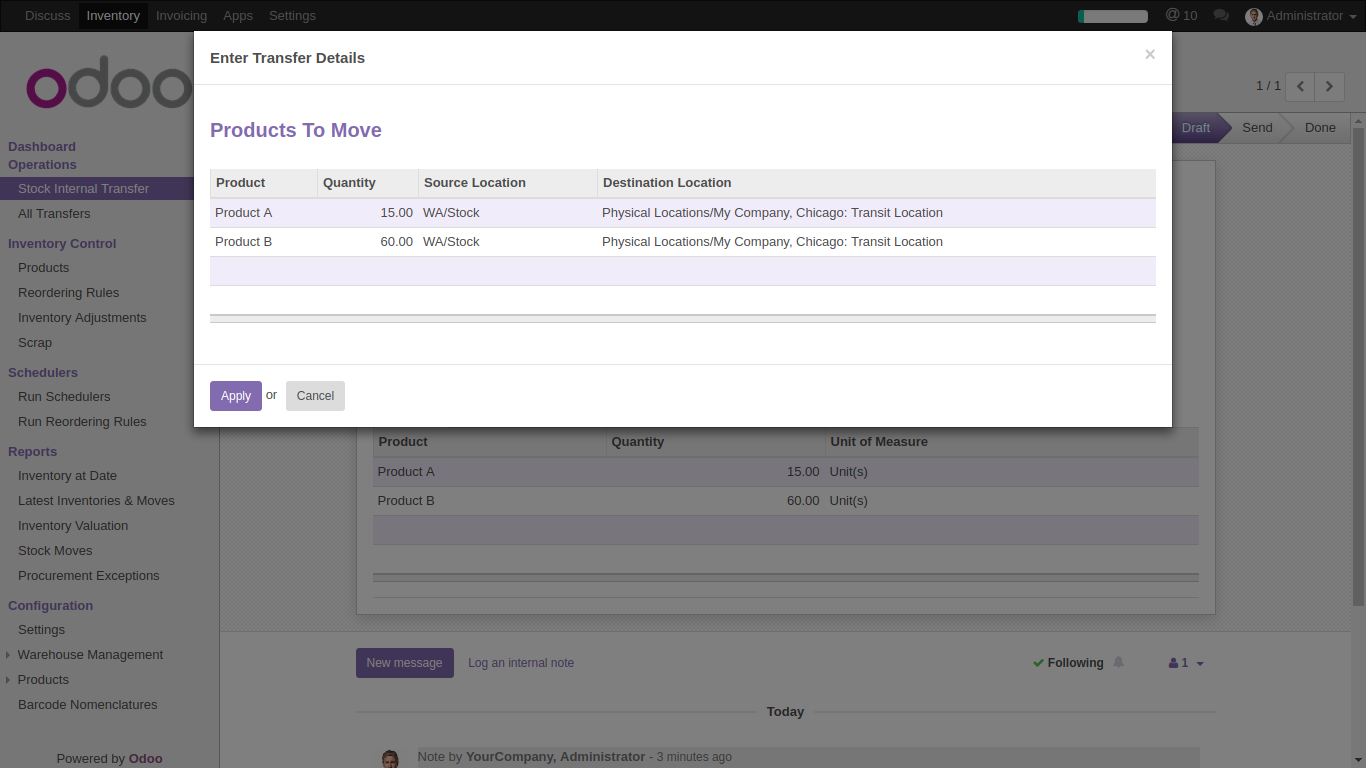 Discuss Inventory Invoicing Apps Settings @ 10 Administrator
odoo
Enter Transfer Details ×
1 / 1
Products To Move
Draft Send Done
Product Quantity Source Location Destination Location
Product A 15.00 WA/Stock Physical Locations/My Company, Chicago: Transit Location
Product B 60.00 WA/Stock Physical Locations/My Company, Chicago: Transit Location
Apply or Cancel
Dashboard
Operations
Stock Internal Transfer
All Transfers
Inventory Control
Products
Reordering Rules
Inventory Adjustments
Scrap
Schedulers
Run Schedulers
Run Reordering Rules
Reports
Inventory at Date
Latest Inventories & Moves
Inventory Valuation
Stock Moves
Procurement Exceptions
Configuration
Settings
Warehouse Management
Products
Barcode Nomenclatures
Powered by Odoo
Product Quantity Unit of Measure
Product A 15.00 Unit(s)
Product B 60.00 Unit(s)
New message Log an internal note Following 1
Today
Note by YourCompany, Administrator - 3 minutes ago